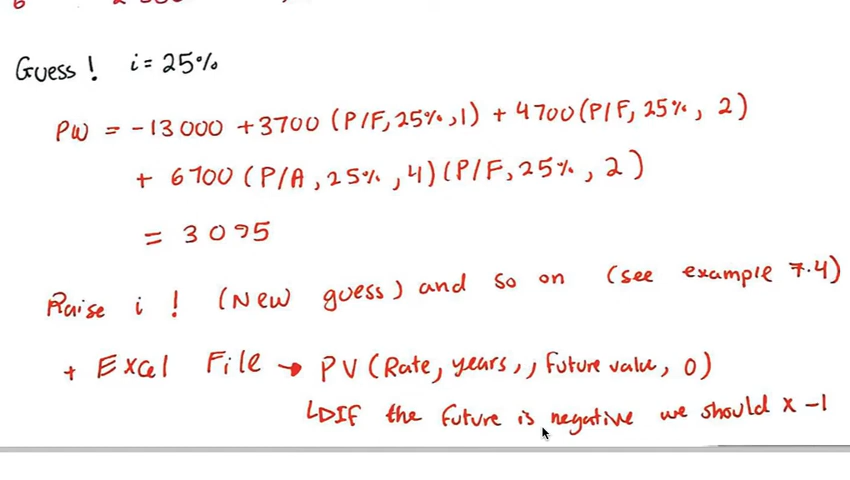 Guess! i = 25%
PW = -13000 + 3700 (P/F, 25%, 1) + 4700 (P/F, 25%, 2)
+ 6700 (P/A, 25%, 4) (P/F, 25%, 2)
= 3095
Raise i ! (New guess) and so on (see example 7.4)
+ Excel File → PV (Rate, years,, future value, 0)
↳ IF the future is negative we should x -1